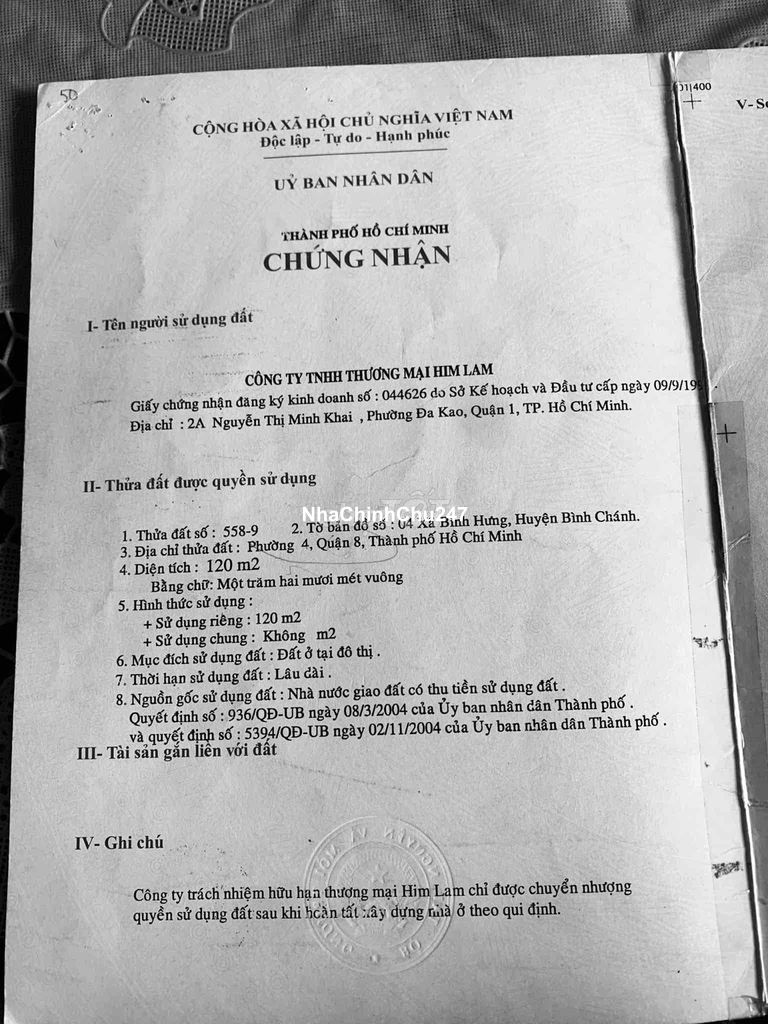 50
CỘNG HÒA XÃ HỘI CHỦ NGHĨA VIỆT NAM
Độc lập - Tự do - Hạnh phúc
UỶ BAN NHÂN DÂN
THÀNH PHỐ HỒ CHÍ MINH
CHỨNG NHẬN
I- Tên người sử dụng đất
CÔNG TY TNHH THƯƠNG MẠI HIM LAM
Giấy chứng nhận đăng ký kinh doanh số : 044626 do Sở Kế hoạch và Đầu tư cấp ngày 09/9/199
Địa chỉ : 2A Nguyễn Thị Minh Khai , Phường Đa Kao, Quận 1, TP. Hồ Chí Minh.
II- Thửa đất được quyền sử dụng
NhaChinhChu247
1. Thửa đất số : 558-9 2. Tờ bản đồ số : 04 Xã Bình Hưng, Huyện Bình Chánh.
3. Địa chỉ thửa đất : Phường 4, Quận 8, Thành phố Hồ Chí Minh
4. Diện tích : 120 m2
Bằng chữ: Một trăm hai mươi mét vuông
5. Hình thức sử dụng :
+ Sử dụng riêng : 120 m2
+ Sử dụng chung : Không m2
6. Mục đích sử dụng đất : Đất ở tại đô thị .
7. Thời hạn sử dụng đất : Lâu dài .
8. Nguồn gốc sử dụng đất : Nhà nước giao đất có thu tiền sử dụng đất .
Quyết định số : 936/QĐ-UB ngày 08/3/2004 của Ủy ban nhân dân Thành phố .
và quyết định số : 5394/QĐ-UB ngày 02/11/2004 của Ủy ban nhân dân Thành phố .
III- Tài sản gắn liền với đất
IV- Ghi chú
Công ty trách nhiệm hữu hạn thượng mại Him Lam chỉ được chuyển nhượng
quyền sử dụng đất sau khi hoàn tất xây dựng nhà ở theo qui định.
01|400
V- Số